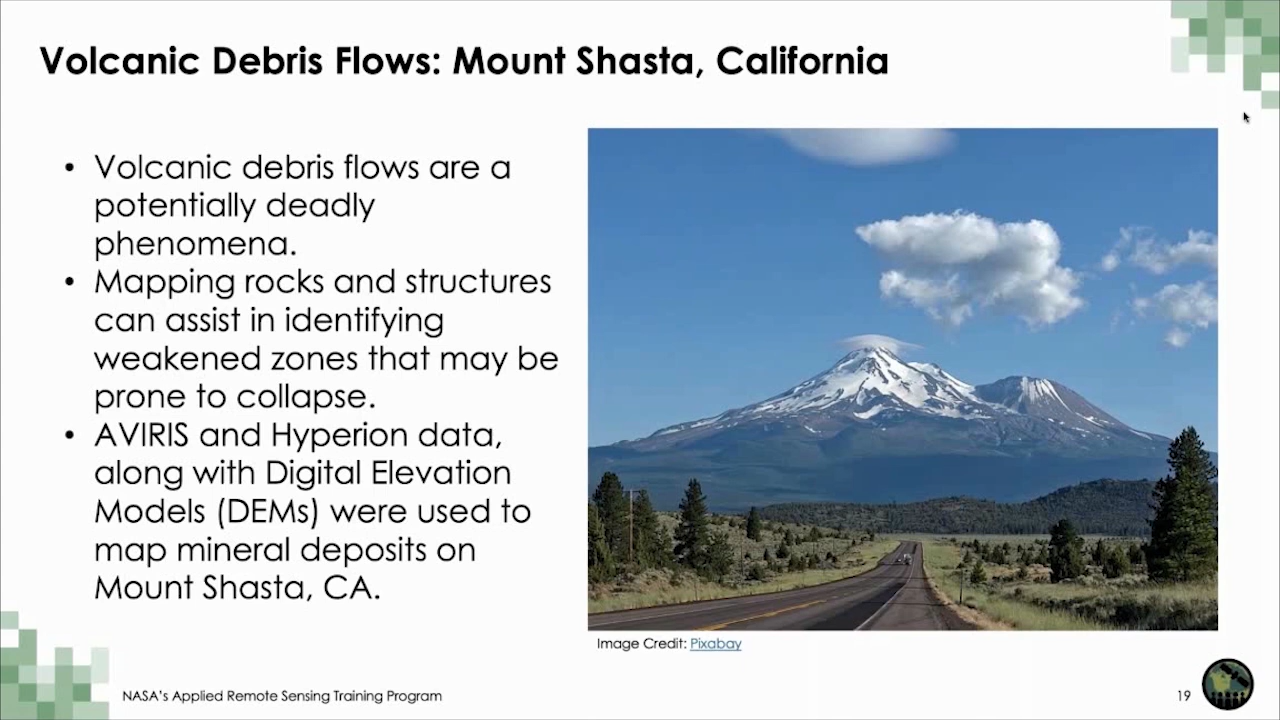 Volcanic Debris Flows: Mount Shasta, California
• Volcanic debris flows are a
potentially deadly
phenomena.
• Mapping rocks and structures
can assist in identifying
weakened zones that may be
prone to collapse.
• AVIRIS and Hyperion data,
along with Digital Elevation
Models (DEMs) were used to
map mineral deposits on
Mount Shasta, CA.
Image Credit: Pixabay
NASA's Applied Remote Sensing Training Program
19